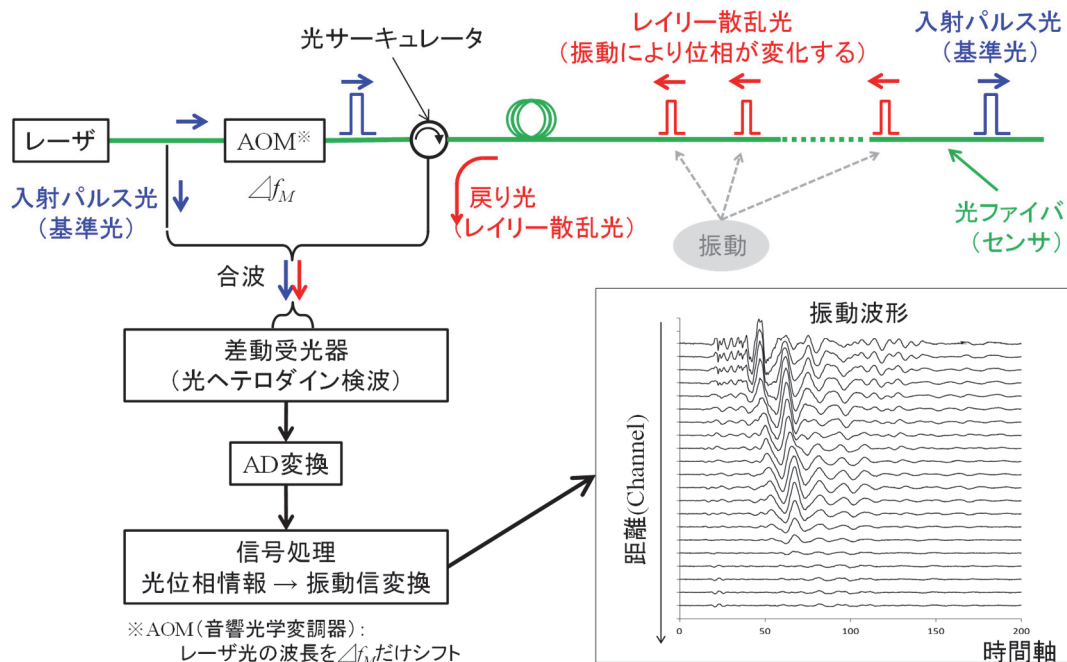 光サーキュレータ
レイリー散乱光
(振動により位相が変化する)
入射パルス光
(基準光)
レーザ
AOM※
⊿fM
入射パルス光
(基準光)
戻り光
(レイリー散乱光)
振動
光ファイバ
(センサ)
合波
差動受光器
(光ヘテロダイン検波)
AD変換
信号処理
光位相情報 → 振動信変換
※AOM(音響光学変調器):
レーザ光の波長を⊿fMだけシフト
振動波形
距離(Channel)
0 50 100 150 200
時間軸